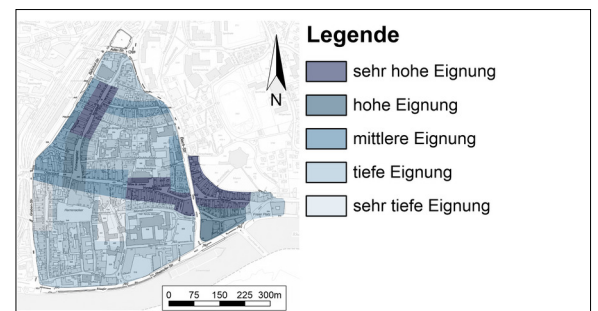 Legende
N
sehr hohe Eignung
hohe Eignung
mittlere Eignung
tiefe Eignung
sehr tiefe Eignung
0 75 150 225 300m